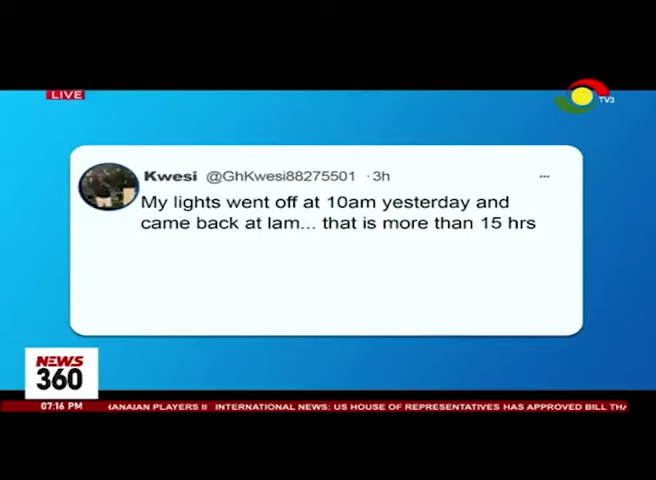 LIVE
TV3
Kwesi @GhKwesi88275501 · 3h ...
My lights went off at 10am yesterday and
came back at lam... that is more than 15 hrs
NEWS
360
07:16 PM ANAIAN PLAYERS II INTERNATIONAL NEWS: US HOUSE OF REPRESENTATIVES HAS APPROVED BILL